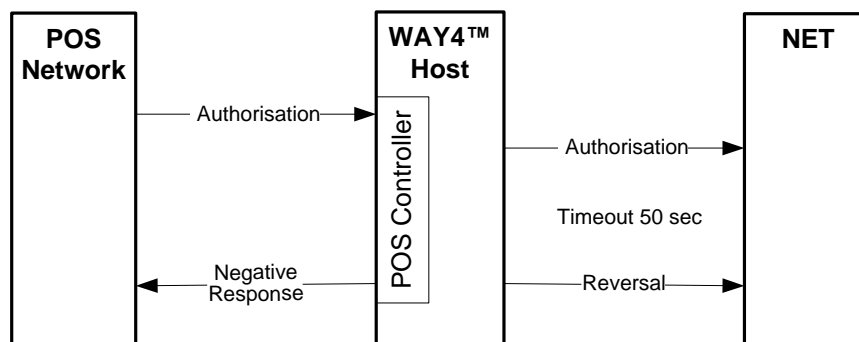 POS
Network
WAY4™
Host
NET
Authorisation
POS Controller
Authorisation
Timeout 50 sec
Negative
Response
Reversal